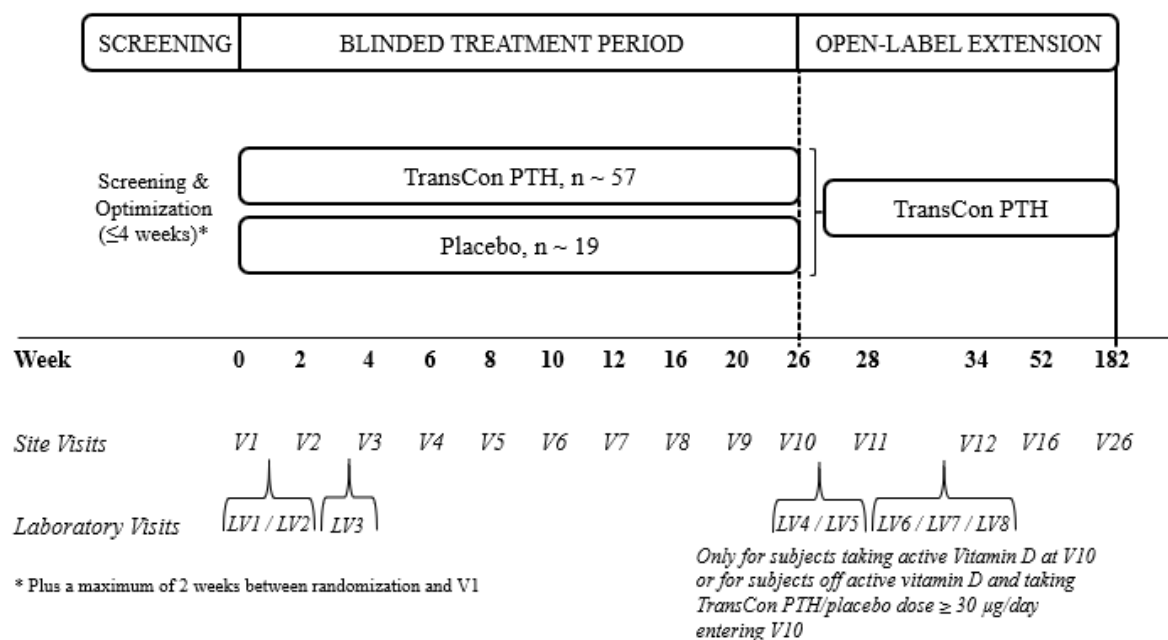 SCREENING BLINDED TREATMENT PERIOD OPEN-LABEL EXTENSION
Screening &
Optimization
(≤4 weeks)*
TransCon PTH, n ~ 57
Placebo, n ~ 19
TransCon PTH
Week 0 2 4 6 8 10 12 16 20 26 28 34 52 182
Site Visits V1 V2 V3 V4 V5 V6 V7 V8 V9 V10 V11 V12 V16 V26
Laboratory Visits LV1 / LV2 LV3 LV4 / LV5 LV6 / LV7 / LV8
Only for subjects taking active Vitamin D at V10
or for subjects off active vitamin D and taking
TransCon PTH/placebo dose ≥ 30 µg/day
entering V10
* Plus a maximum of 2 weeks between randomization and V1